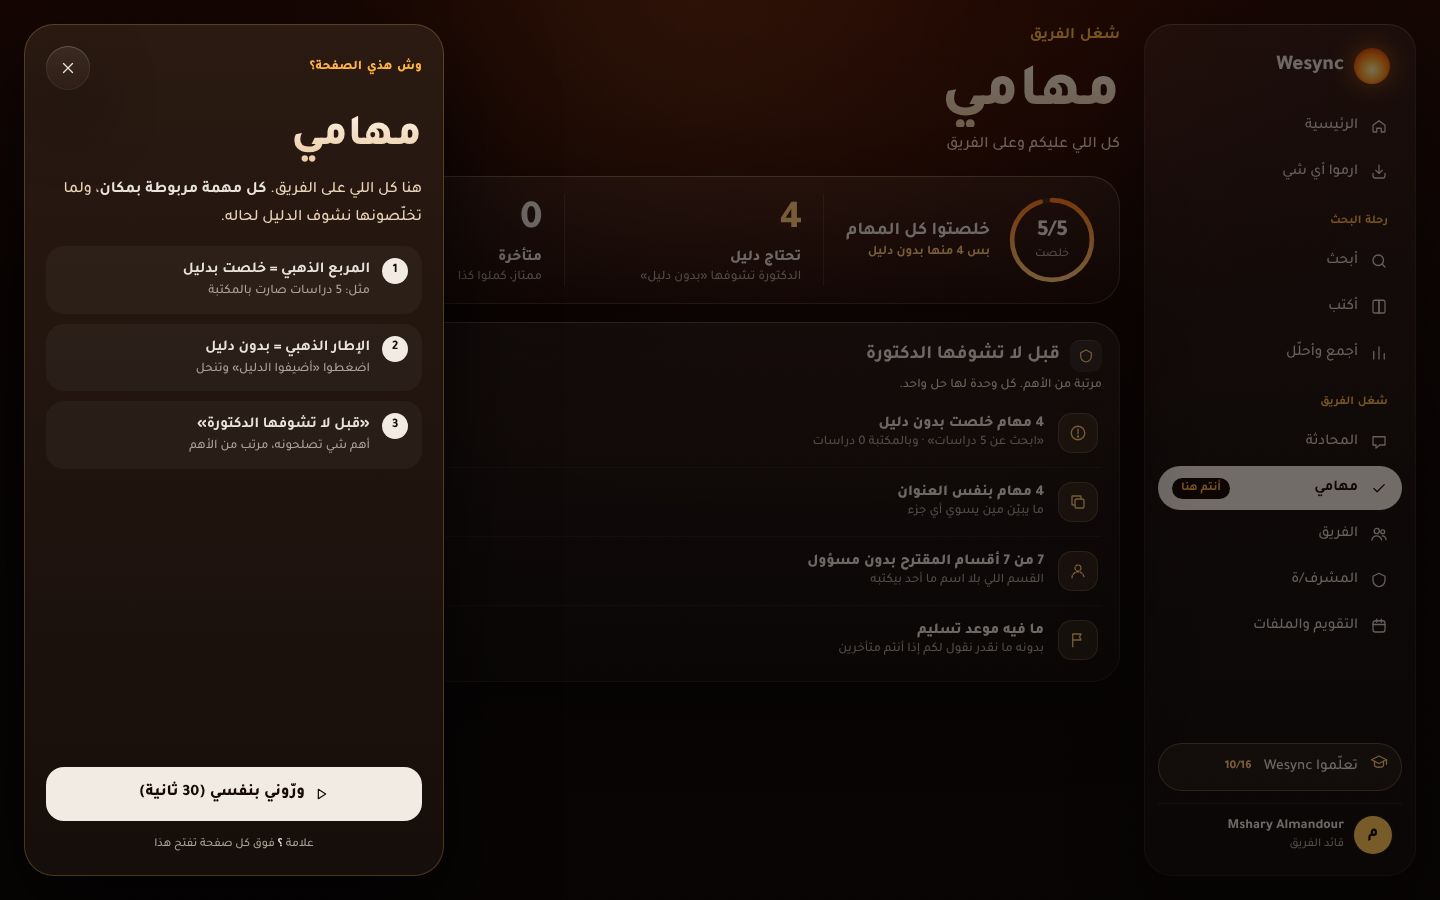 Wesync
الرئيسية
ارموا أي شي
رحلة البحث
أبحث
أكتب
أجمع وأحلّل
شغل الفريق
المحادثة
مهامي
أنتم هنا
الفريق
المشرف/ة
التقويم والملفات
تعلّموا Wesync
10/16
م
Mshary Almandour
قائد الفريق
شغل الفريق
مهامي
كل اللي عليكم وعلى الفريق
5/5
خلصت
خلصتوا كل المهام
بس 4 منها بدون دليل
4
تحتاج دليل
الدكتورة تشوفها «بدون دليل»
0
متأخرة
ممتاز، كملوا كذا
قبل لا تشوفها الدكتورة
مرتبة من الأهم. كل وحدة لها حل واحد.
4 مهام خلصت بدون دليل
«ابحث عن 5 دراسات» · وبالمكتبة 0 دراسات
4 مهام بنفس العنوان
ما يبيّن مين يسوي أي جزء
7 من 7 أقسام المقترح بدون مسؤول
القسم اللي بلا اسم ما أحد بيكتبه
ما فيه موعد تسليم
بدونه ما نقدر نقول لكم إذا أنتم متأخرين
وش هذي الصفحة؟
مهامي
هنا كل اللي على الفريق. كل مهمة مربوطة بمكان، ولما
تخلّصونها نشوف الدليل لحاله.
1
المربع الذهبي = خلصت بدليل
مثل: 5 دراسات صارت بالمكتبة
2
الإطار الذهبي = بدون دليل
اضغطوا «أضيفوا الدليل» وتنحل
3
«قبل لا تشوفها الدكتورة»
أهم شي تصلحونه، مرتب من الأهم
ورّوني بنفسي (30 ثانية)
علامة ؟ فوق كل صفحة تفتح هذا